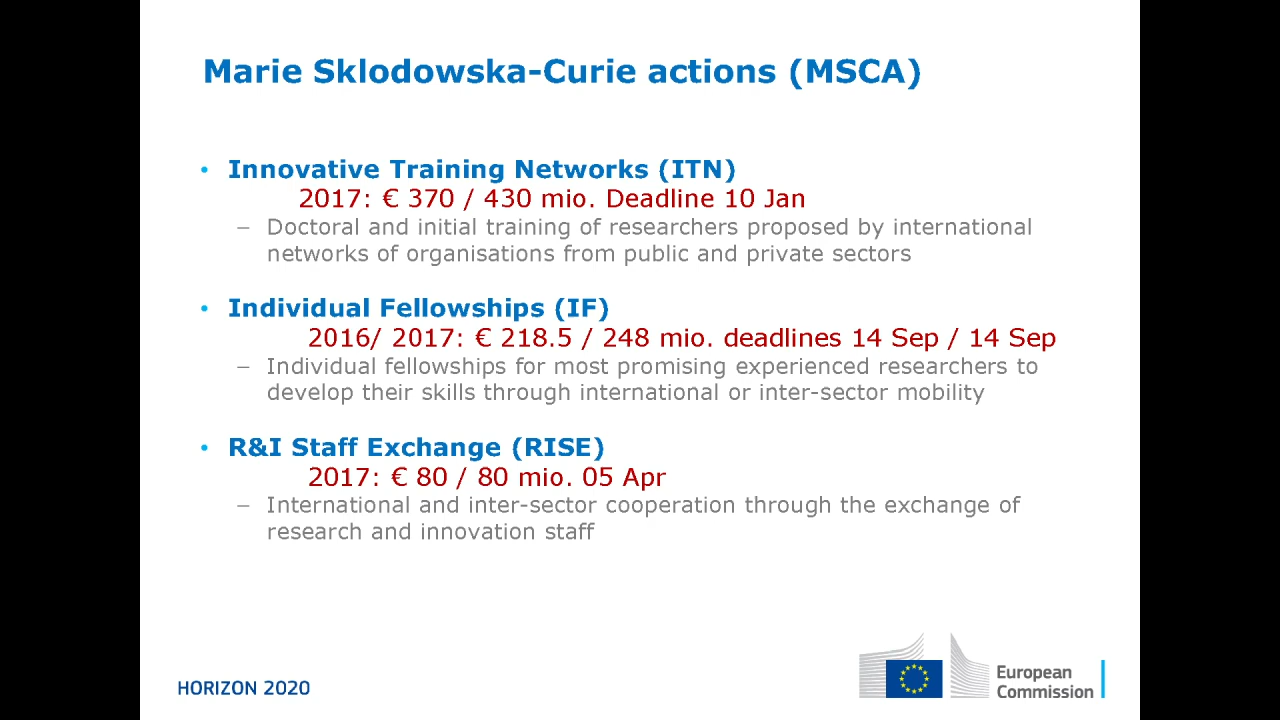 Marie Sklodowska-Curie actions (MSCA)
• Innovative Training Networks (ITN)
2017: € 370 / 430 mio. Deadline 10 Jan
– Doctoral and initial training of researchers proposed by international
networks of organisations from public and private sectors
• Individual Fellowships (IF)
2016/ 2017: € 218.5 / 248 mio. deadlines 14 Sep / 14 Sep
– Individual fellowships for most promising experienced researchers to
develop their skills through international or inter-sector mobility
• R&I Staff Exchange (RISE)
2017: € 80 / 80 mio. 05 Apr
– International and inter-sector cooperation through the exchange of
research and innovation staff
HORIZON 2020
European
Commission